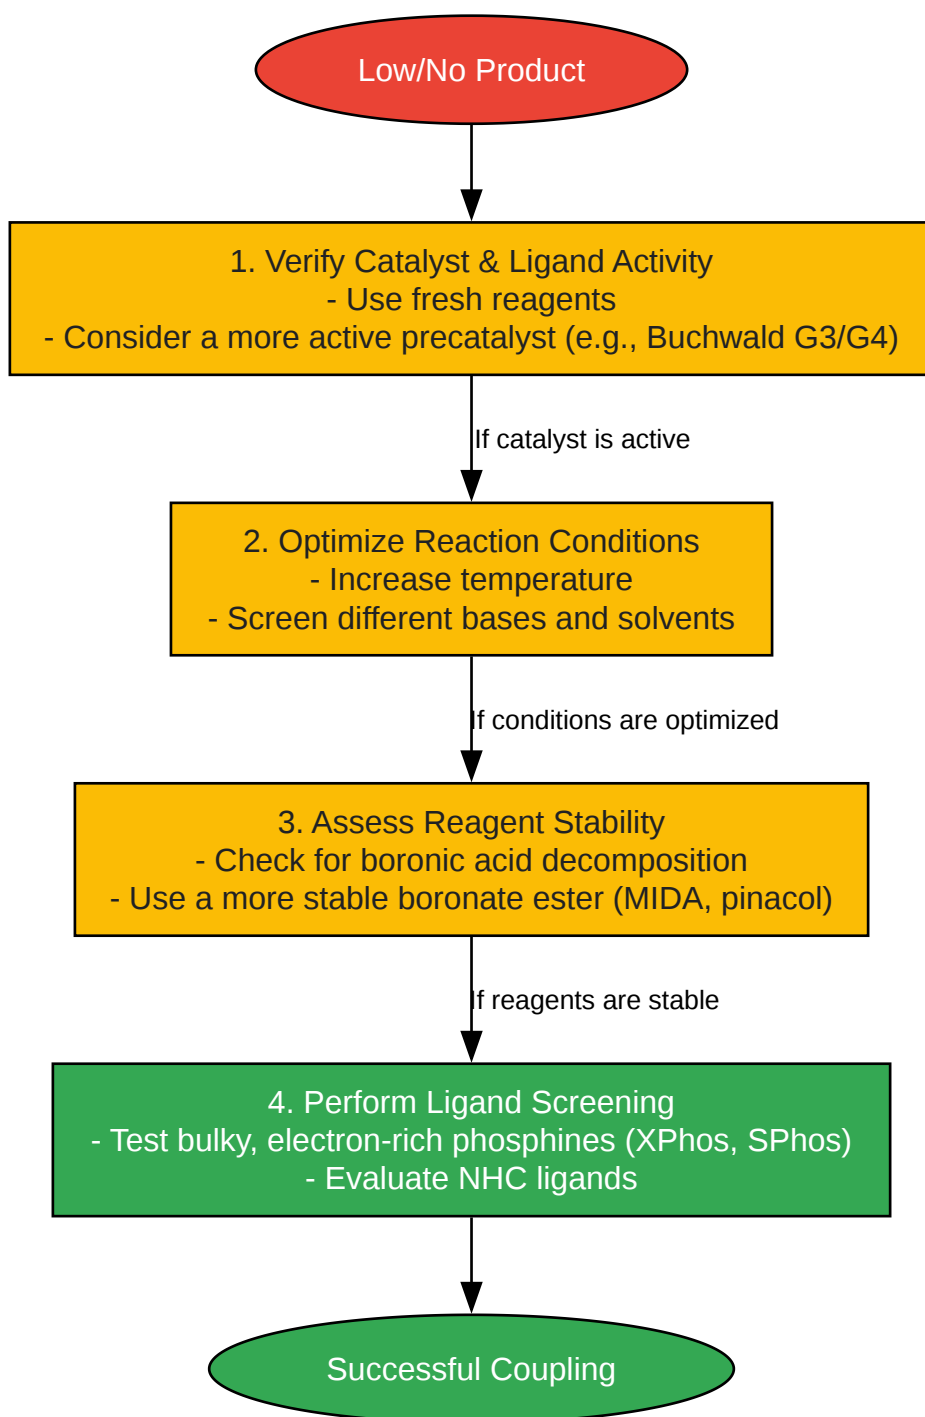 Low/No Product
1. Verify Catalyst & Ligand Activity
- Use fresh reagents
- Consider a more active precatalyst (e.g., Buchwald G3/G4)
If catalyst is active
2. Optimize Reaction Conditions
- Increase temperature
- Screen different bases and solvents
If conditions are optimized
3. Assess Reagent Stability
- Check for boronic acid decomposition
- Use a more stable boronate ester (MIDA, pinacol)
If reagents are stable
4. Perform Ligand Screening
- Test bulky, electron-rich phosphines (XPhos, SPhos)
- Evaluate NHC ligands
Successful Coupling